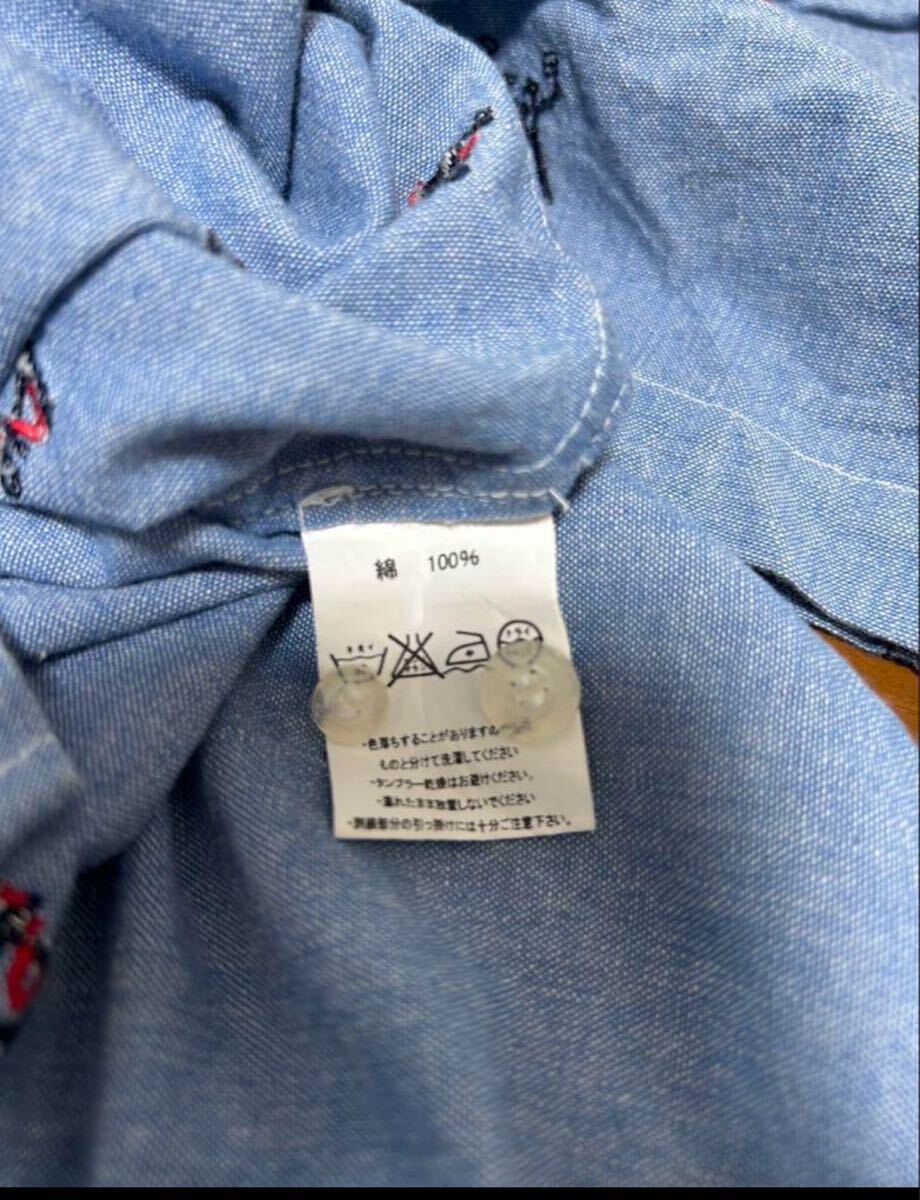 綿 100%
ドライ
・色落ちすることがありますの
ものと分けて洗濯してください
・タンブラー乾燥はお避けください。
・濡れたまま放置しないでください
・刺繍部分の引っ掛けには十分ご注意下さい。